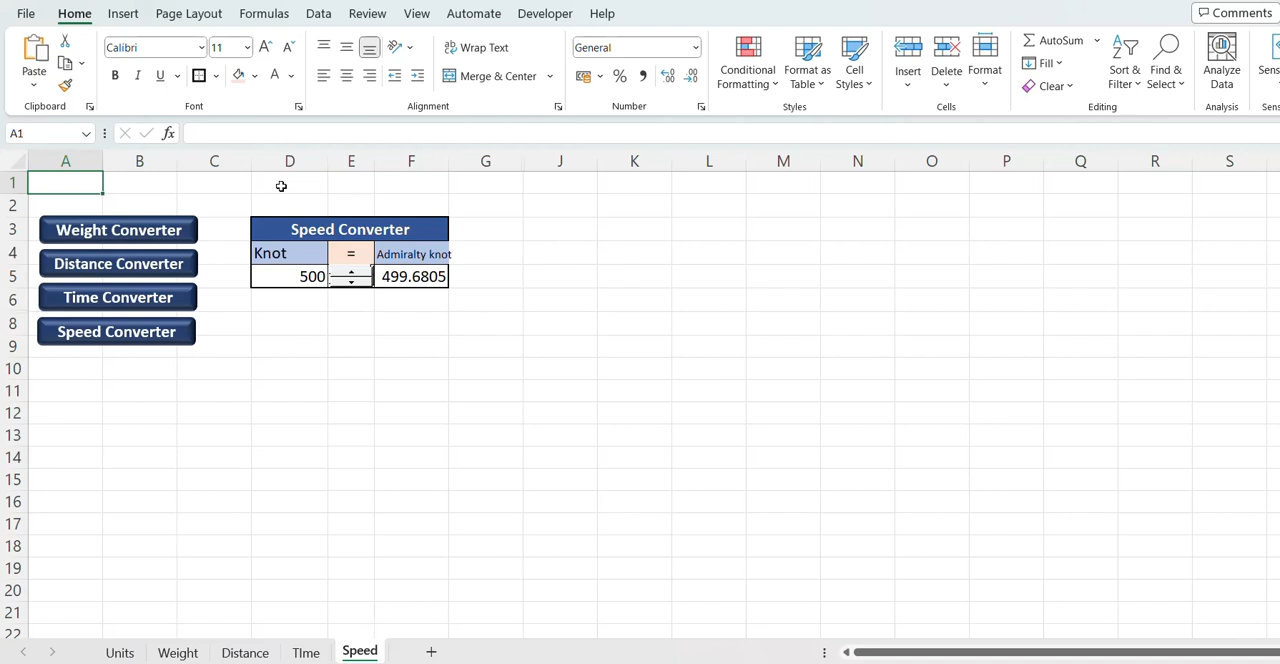 File Home Insert Page Layout Formulas Data Review View Automate Developer Help Comments
Calibri 11 Wrap Text General AutoSum
Paste B I U A Merge & Center % Conditional Formatting Format as Table Cell Styles Insert Delete Format Fill Clear Sort & Filter Find & Select Analyze Data
Clipboard Font Alignment Number Styles Cells Editing Analysis
A1 fx
A B C D E F G J K L M N O P Q R S
1
2
3 Weight Converter Speed Converter
4 Distance Converter Knot = Admiralty knot
5 500 499.6805
6 Time Converter
8 Speed Converter
9
10
11
12
13
14
15
16
17
18
19
20
21
22
Units Weight Distance TIme Speed +